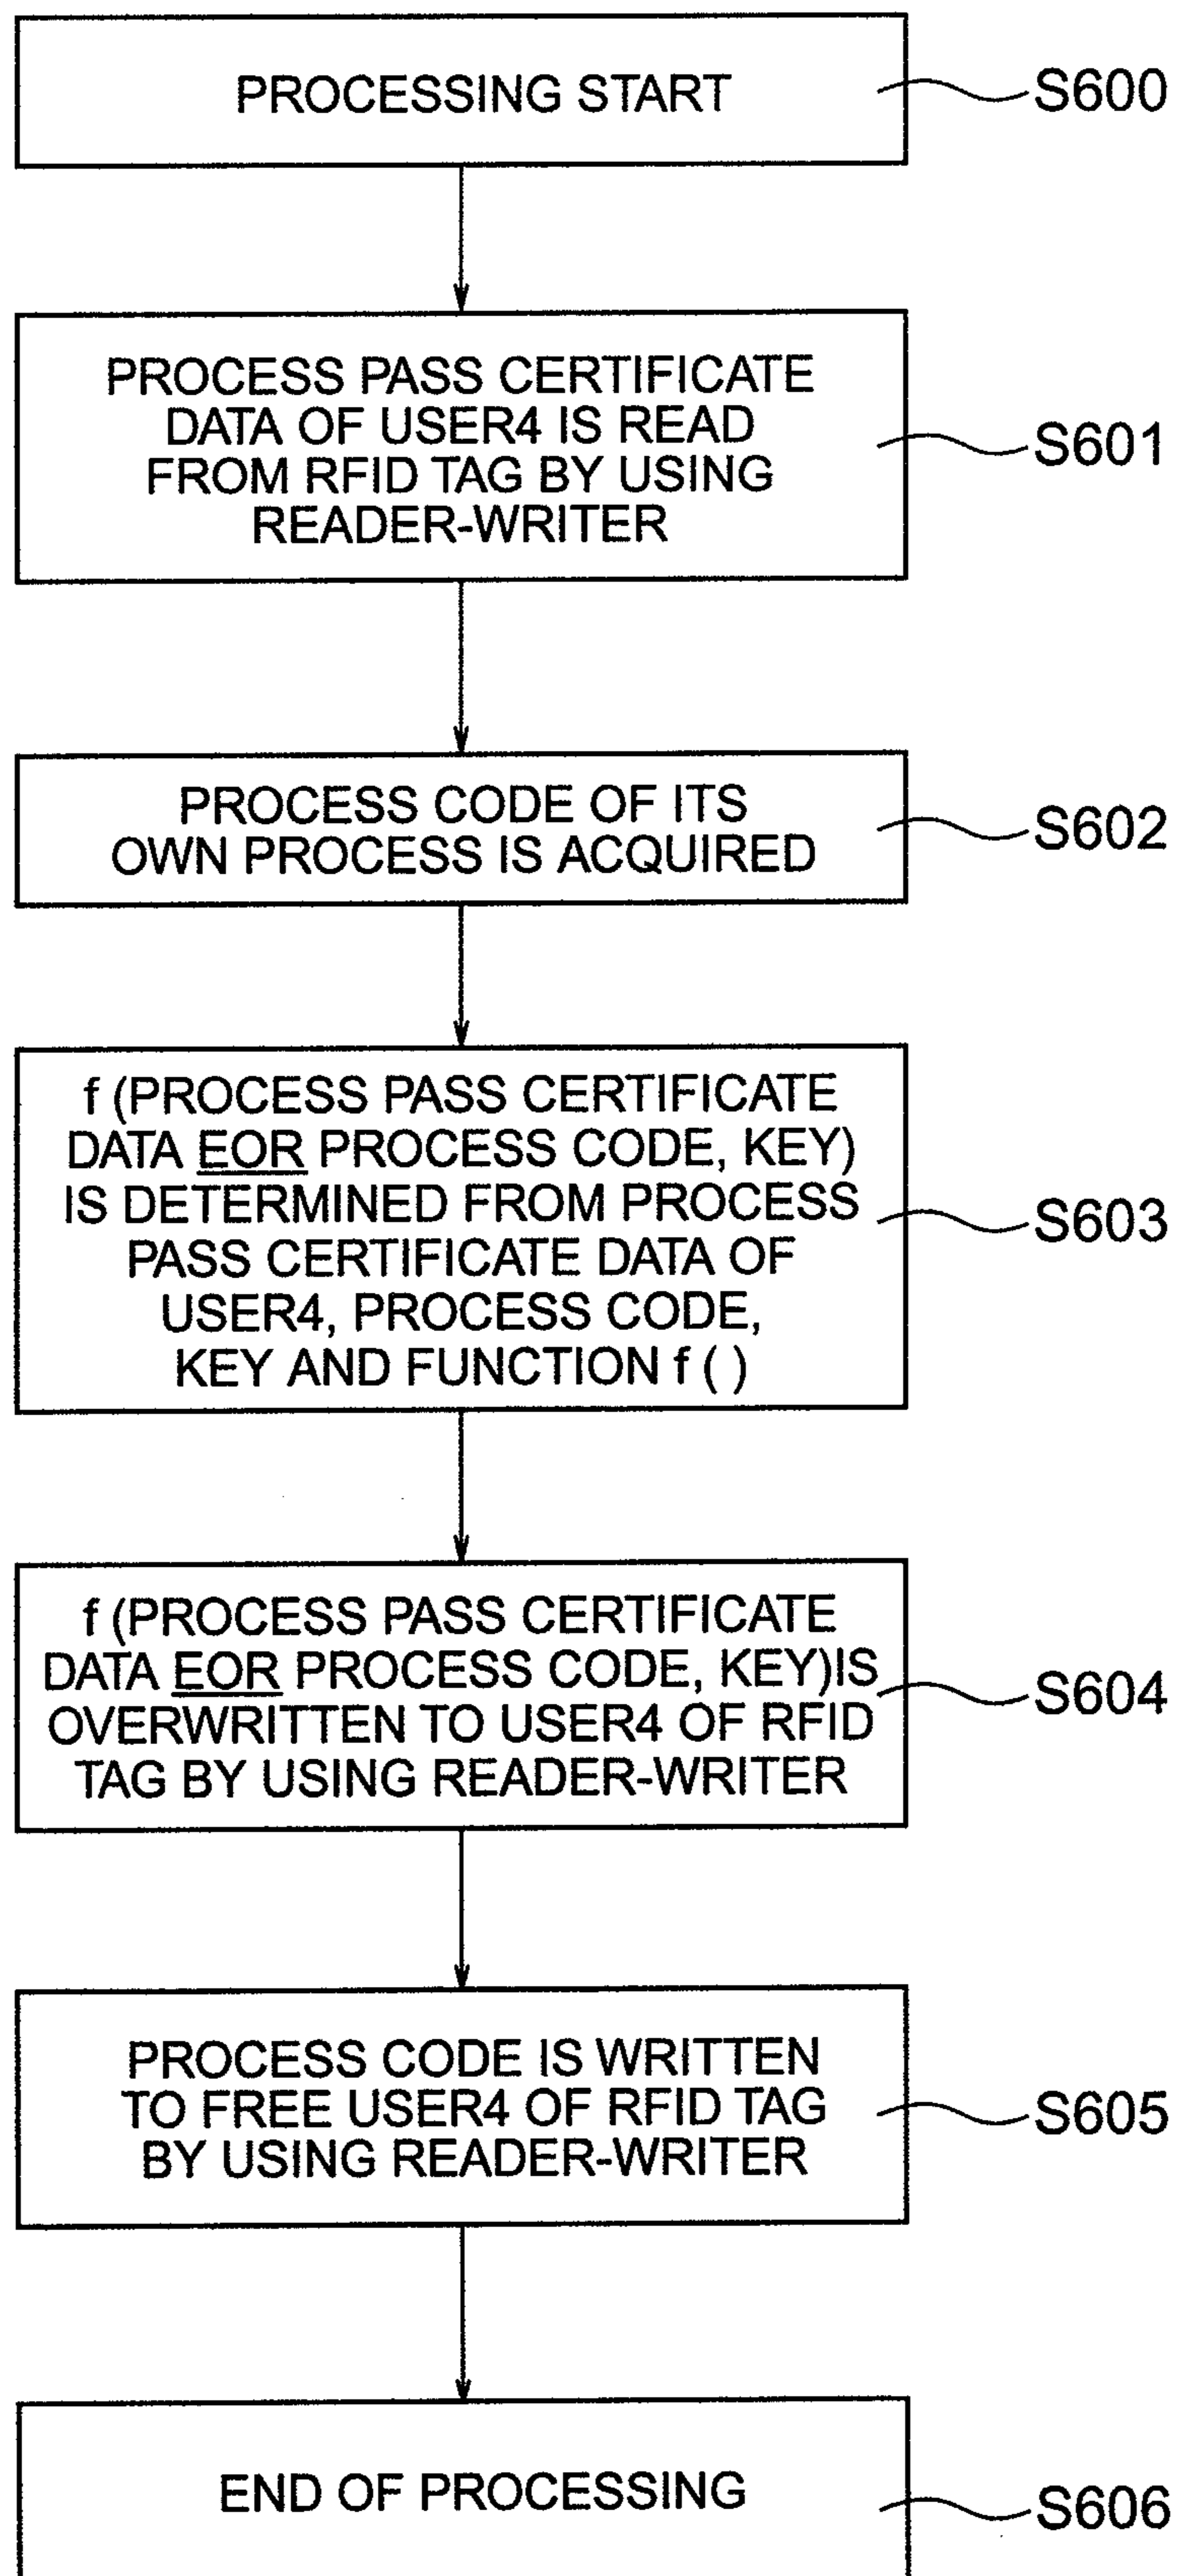 PROCESSING START
S600
PROCESS PASS CERTIFICATE
DATA OF USER4 IS READ
FROM RFID TAG BY USING
READER-WRITER
S601
PROCESS CODE OF ITS
OWN PROCESS IS ACQUIRED
S602
f (PROCESS PASS CERTIFICATE
DATA EOR PROCESS CODE, KEY)
IS DETERMINED FROM PROCESS
PASS CERTIFICATE DATA OF
USER4, PROCESS CODE,
KEY AND FUNCTION f ( )
S603
f (PROCESS PASS CERTIFICATE
DATA EOR PROCESS CODE, KEY)IS
OVERWRITTEN TO USER4 OF RFID
TAG BY USING READER-WRITER
S604
PROCESS CODE IS WRITTEN
TO FREE USER4 OF RFID TAG
BY USING READER-WRITER
S605
END OF PROCESSING
S606